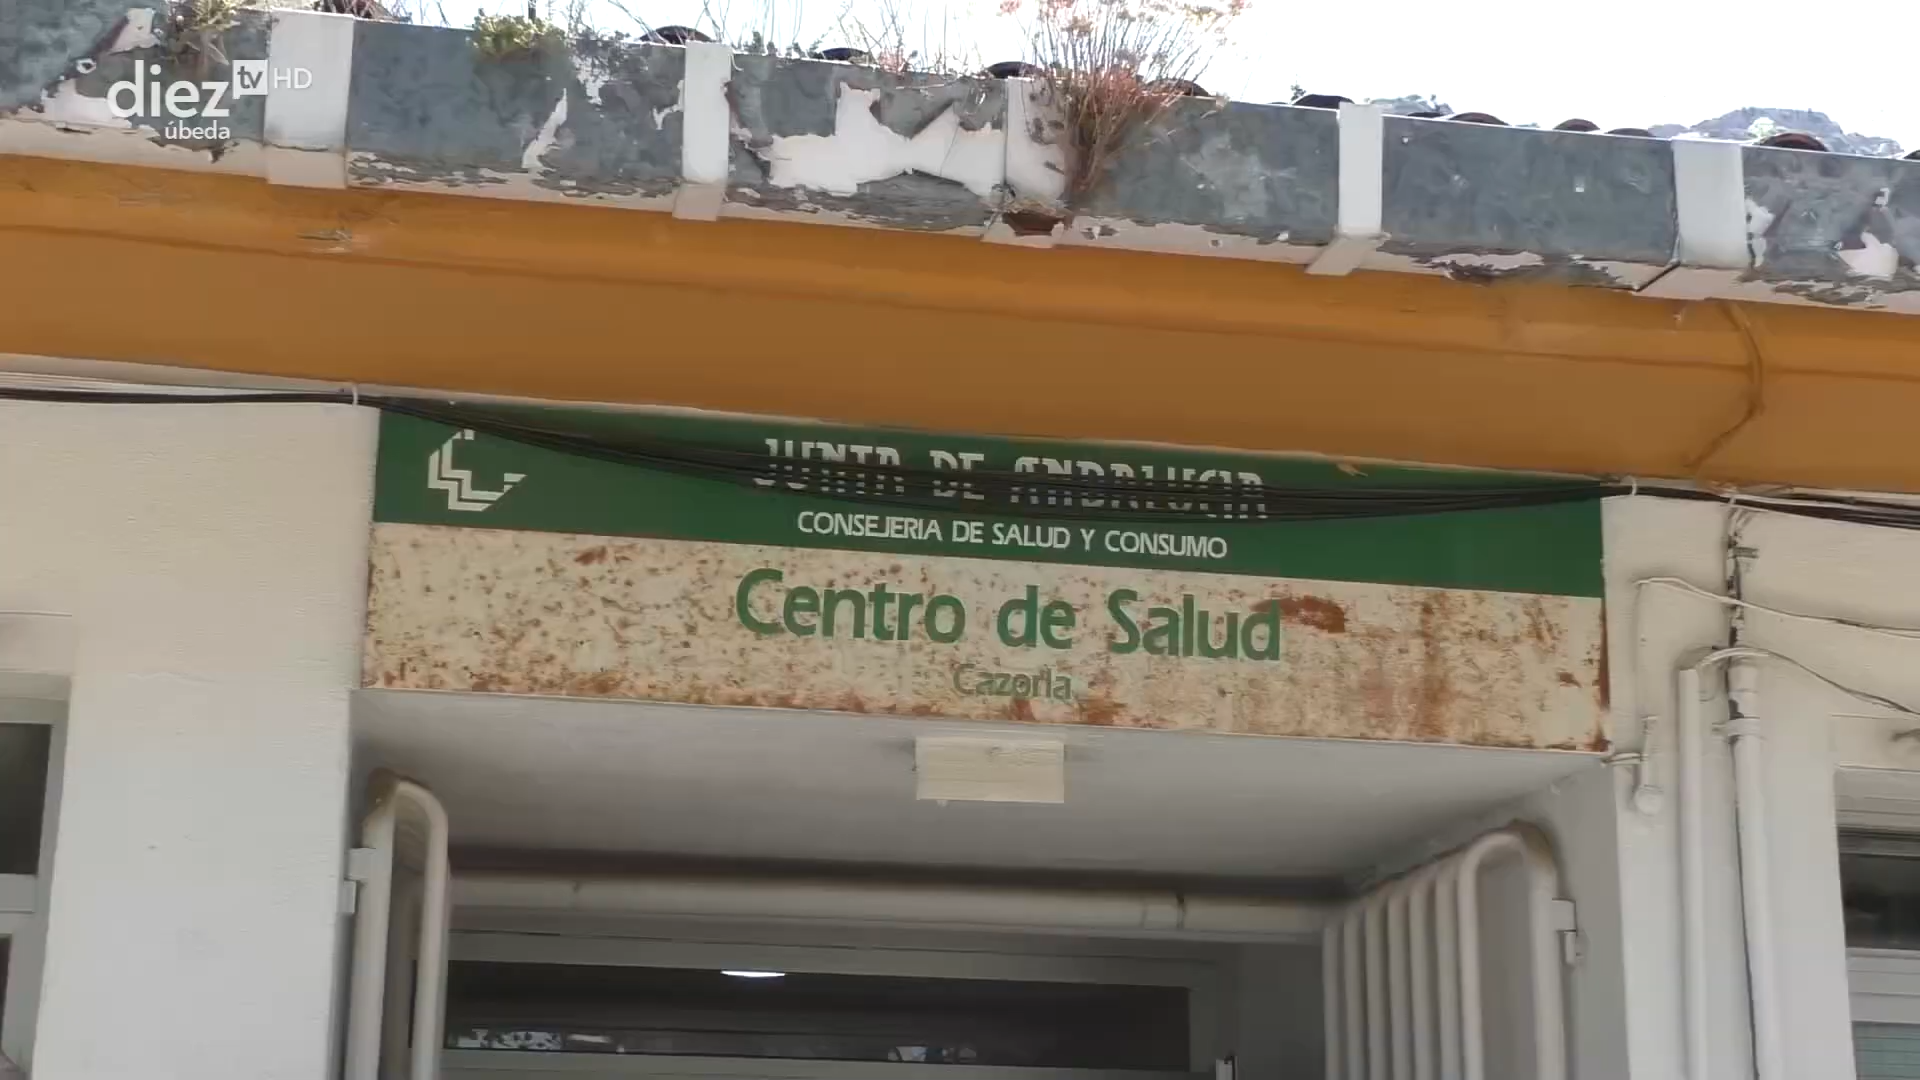 diez tv HD
úbeda
JUNTA DE ANDALUCIA
CONSEJERIA DE SALUD Y CONSUMO
Centro de Salud
Cazorla